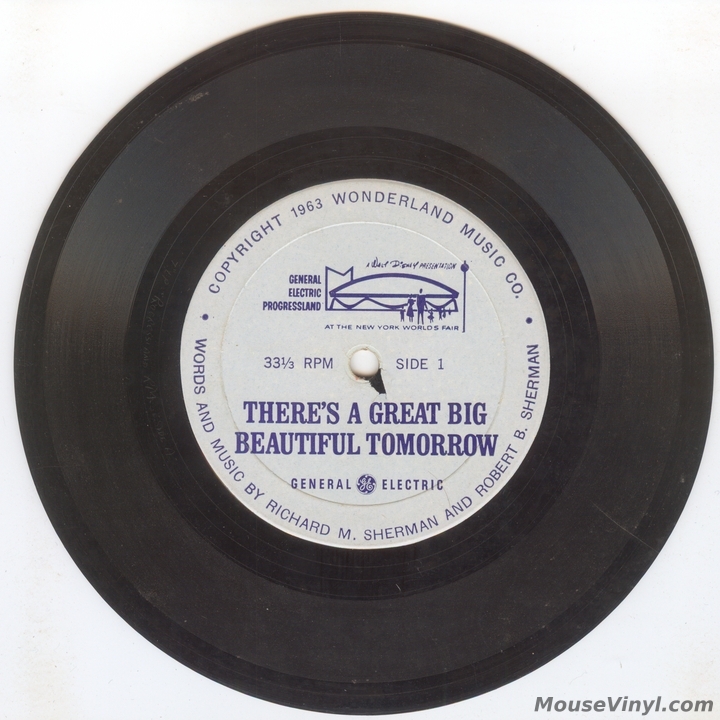 COPYRIGHT 1963 WONDERLAND MUSIC CO.
A WALT DISNEY PRESENTATION
GENERAL
ELECTRIC
PROGRESSLAND
AT THE NEW YORK WORLD'S FAIR
33⅓ RPM SIDE 1
THERE'S A GREAT BIG
BEAUTIFUL TOMORROW
GENERAL GE ELECTRIC
• WORDS AND MUSIC BY RICHARD M. SHERMAN AND ROBERT B. SHERMAN •
MouseVinyl.com